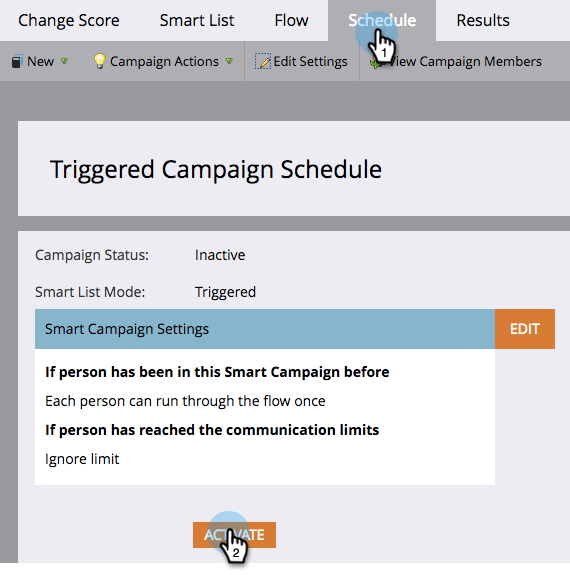 Change Score Smart List Flow Schedule Results
1
New Campaign Actions Edit Settings View Campaign Members
Triggered Campaign Schedule
Campaign Status: Inactive
Smart List Mode: Triggered
Smart Campaign Settings EDIT
If person has been in this Smart Campaign before
Each person can run through the flow once
If person has reached the communication limits
Ignore limit
ACTIVATE
2